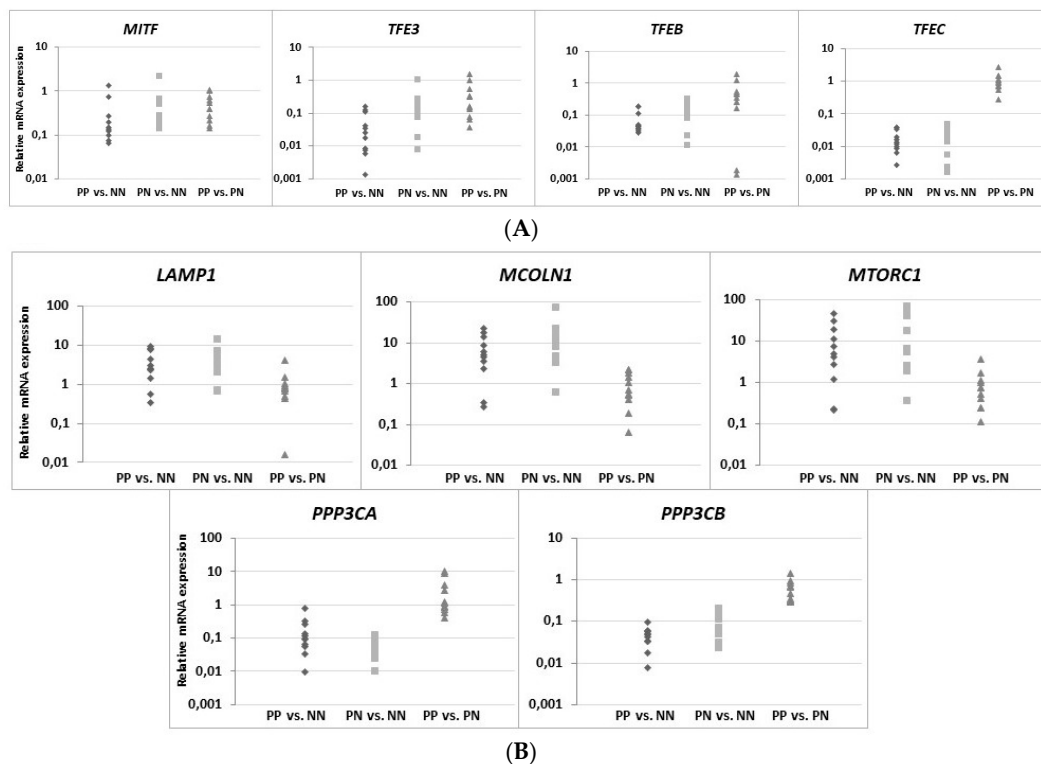 MITF
TFE3
TFEB
TFEC
Relative mRNA expression
10
1
0,1
0,01
PP vs. NN PN vs. NN PP vs. PN
10
1
0,1
0,01
0,001
PP vs. NN PN vs. NN PP vs. PN
10
1
0,1
0,01
0,001
PP vs. NN PN vs. NN PP vs. PN
10
1
0,1
0,01
0,001
PP vs. NN PN vs. NN PP vs. PN
(A)
LAMP1
MCOLN1
MTORC1
Relative mRNA expression
100
10
1
0,1
0,01
PP vs. NN PN vs. NN PP vs. PN
100
10
1
0,1
0,01
PP vs. NN PN vs. NN PP vs. PN
100
10
1
0,1
0,01
PP vs. NN PN vs. NN PP vs. PN
PPP3CA
PPP3CB
Relative mRNA expression
100
10
1
0,1
0,01
0,001
PP vs. NN PN vs. NN PP vs. PN
10
1
0,1
0,01
0,001
PP vs. NN PN vs. NN PP vs. PN
(B)